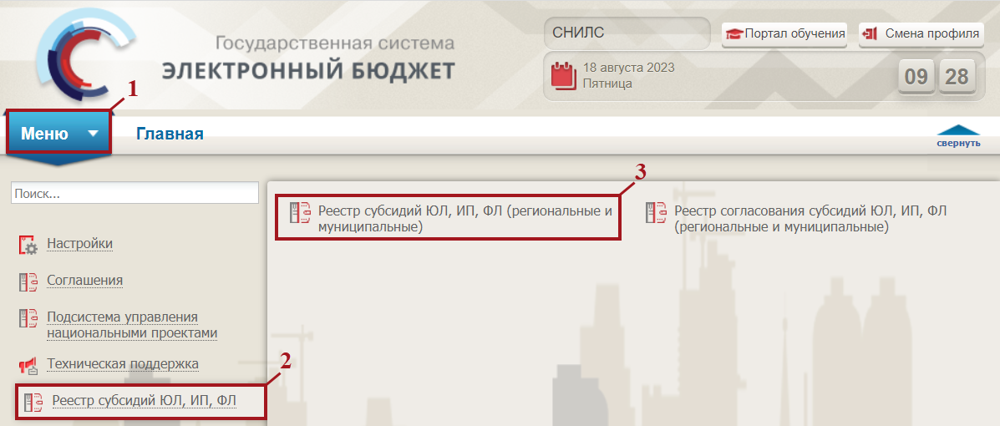 Государственная система
ЭЛЕКТРОННЫЙ БЮДЖЕТ
СНИЛС
Портал обучения
Смена профиля
18 августа 2023
Пятница
09 28
1
Меню
Главная
свернуть
3
Поиск...
Реестр субсидий ЮЛ, ИП, ФЛ (региональные и
муниципальные)
Реестр согласования субсидий ЮЛ, ИП, ФЛ
(региональные и муниципальные)
Настройки
Соглашения
Подсистема управления
национальными проектами
Техническая поддержка
2
Реестр субсидий ЮЛ, ИП, ФЛ